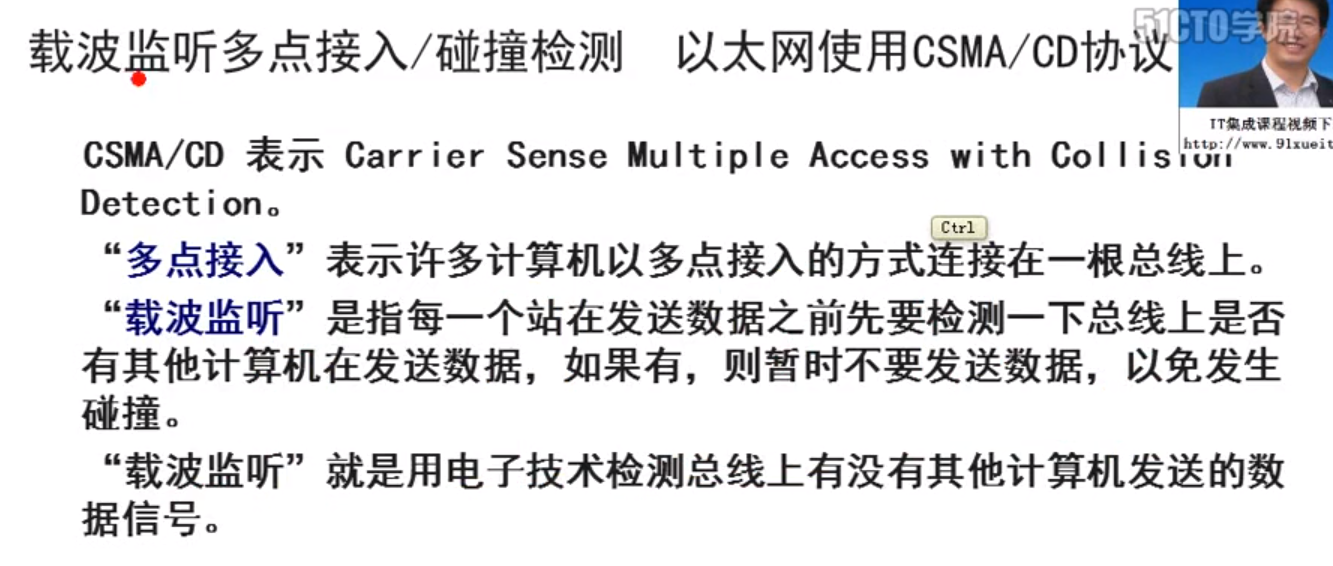 51CTO学院
载波监听多点接入/碰撞检测 以太网使用CSMA/CD协议
IT集成课程视频下
http://www.91xueit
CSMA/CD 表示 Carrier Sense Multiple Access with Collision
Detection。
Ctrl
“多点接入”表示许多计算机以多点接入的方式连接在一根总线上。
“载波监听”是指每一个站在发送数据之前先要检测一下总线上是否
有其他计算机在发送数据，如果有，则暂时不要发送数据，以免发生
碰撞。
“载波监听”就是用电子技术检测总线上有没有其他计算机发送的数
据信号。